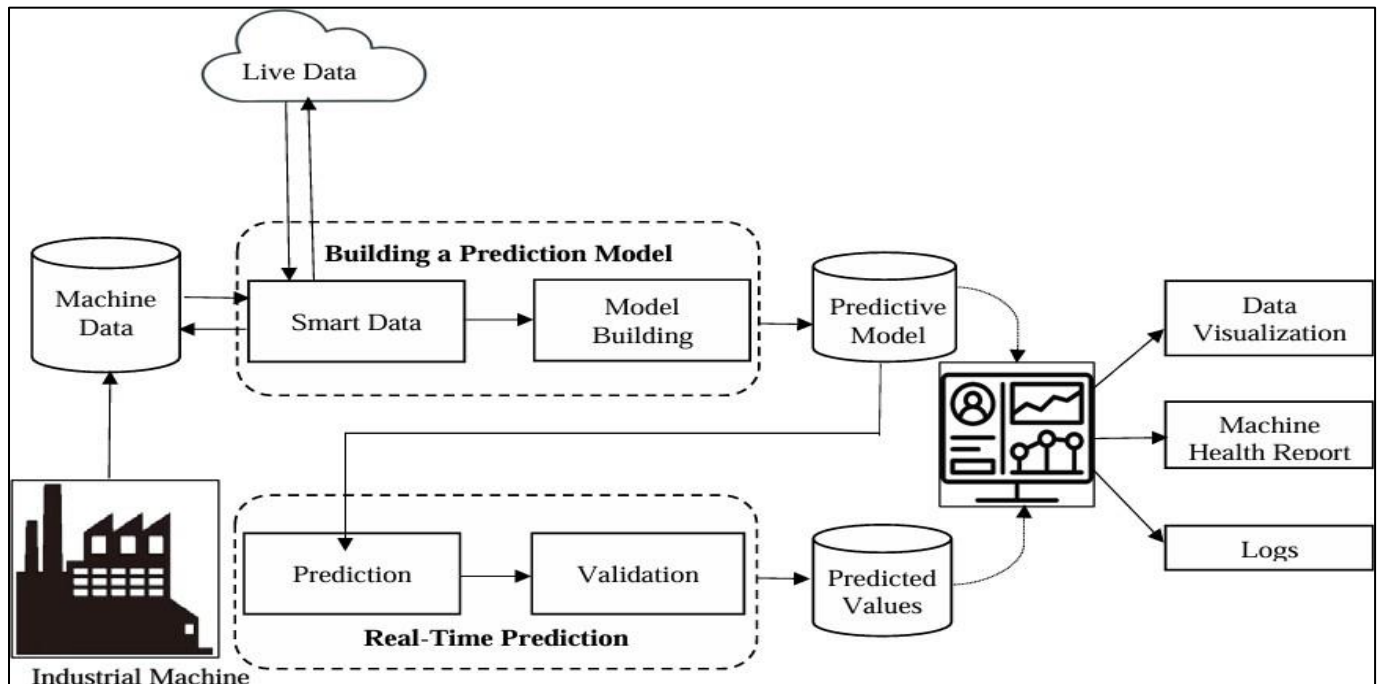 Live Data
Building a Prediction Model
Machine
Data
Smart Data
Model
Building
Predictive
Model
Data
Visualization
Machine
Health Report
Logs
Prediction
Validation
Predicted
Values
Real-Time Prediction
Industrial Machine